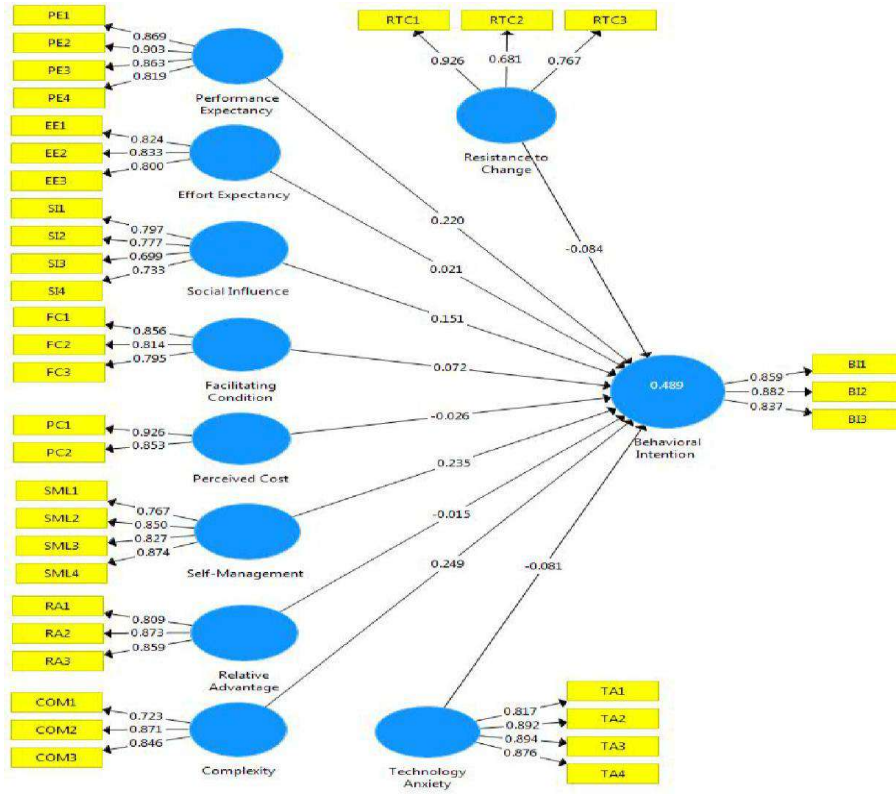 PE1
PE2
PE3
PE4
0.869
0.903
0.863
0.819
Performance
Expectancy
EE1
EE2
EE3
0.824
0.833
0.800
Effort Expectancy
SI1
SI2
SI3
SI4
0.797
0.777
0.699
0.733
Social Influence
FC1
FC2
FC3
0.856
0.814
0.795
Facilitating
Condition
PC1
PC2
0.926
0.853
Perceived Cost
SML1
SML2
SML3
SML4
0.767
0.850
0.827
0.874
Self-Management
RA1
RA2
RA3
0.809
0.873
0.859
Relative
Advantage
COM1
COM2
COM3
0.723
0.871
0.846
Complexity
RTC1
RTC2
RTC3
0.926
0.681
0.767
Resistance to
Change
0.220
0.021
0.151
0.072
-0.026
0.235
-0.015
0.249
-0.084
-0.081
0.489
Behavioral
Intention
0.859
0.882
0.837
BI1
BI2
BI3
Technology
Anxiety
0.817
0.892
0.894
0.876
TA1
TA2
TA3
TA4